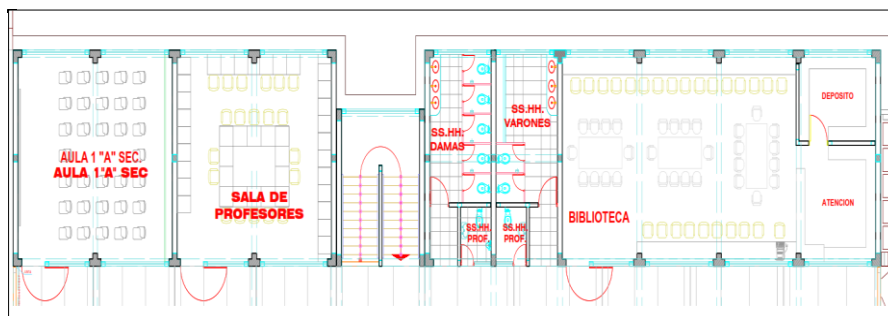 AULA 1 "A" SEC.
AULA 1"A" SEC
SALA DE
PROFESORES
SS.HH.
DAMAS
SS.HH.
VARONES
SS.HH.
PROF.
SS.HH.
PROF.
BIBLIOTECA
DEPOSITO
ATENCION